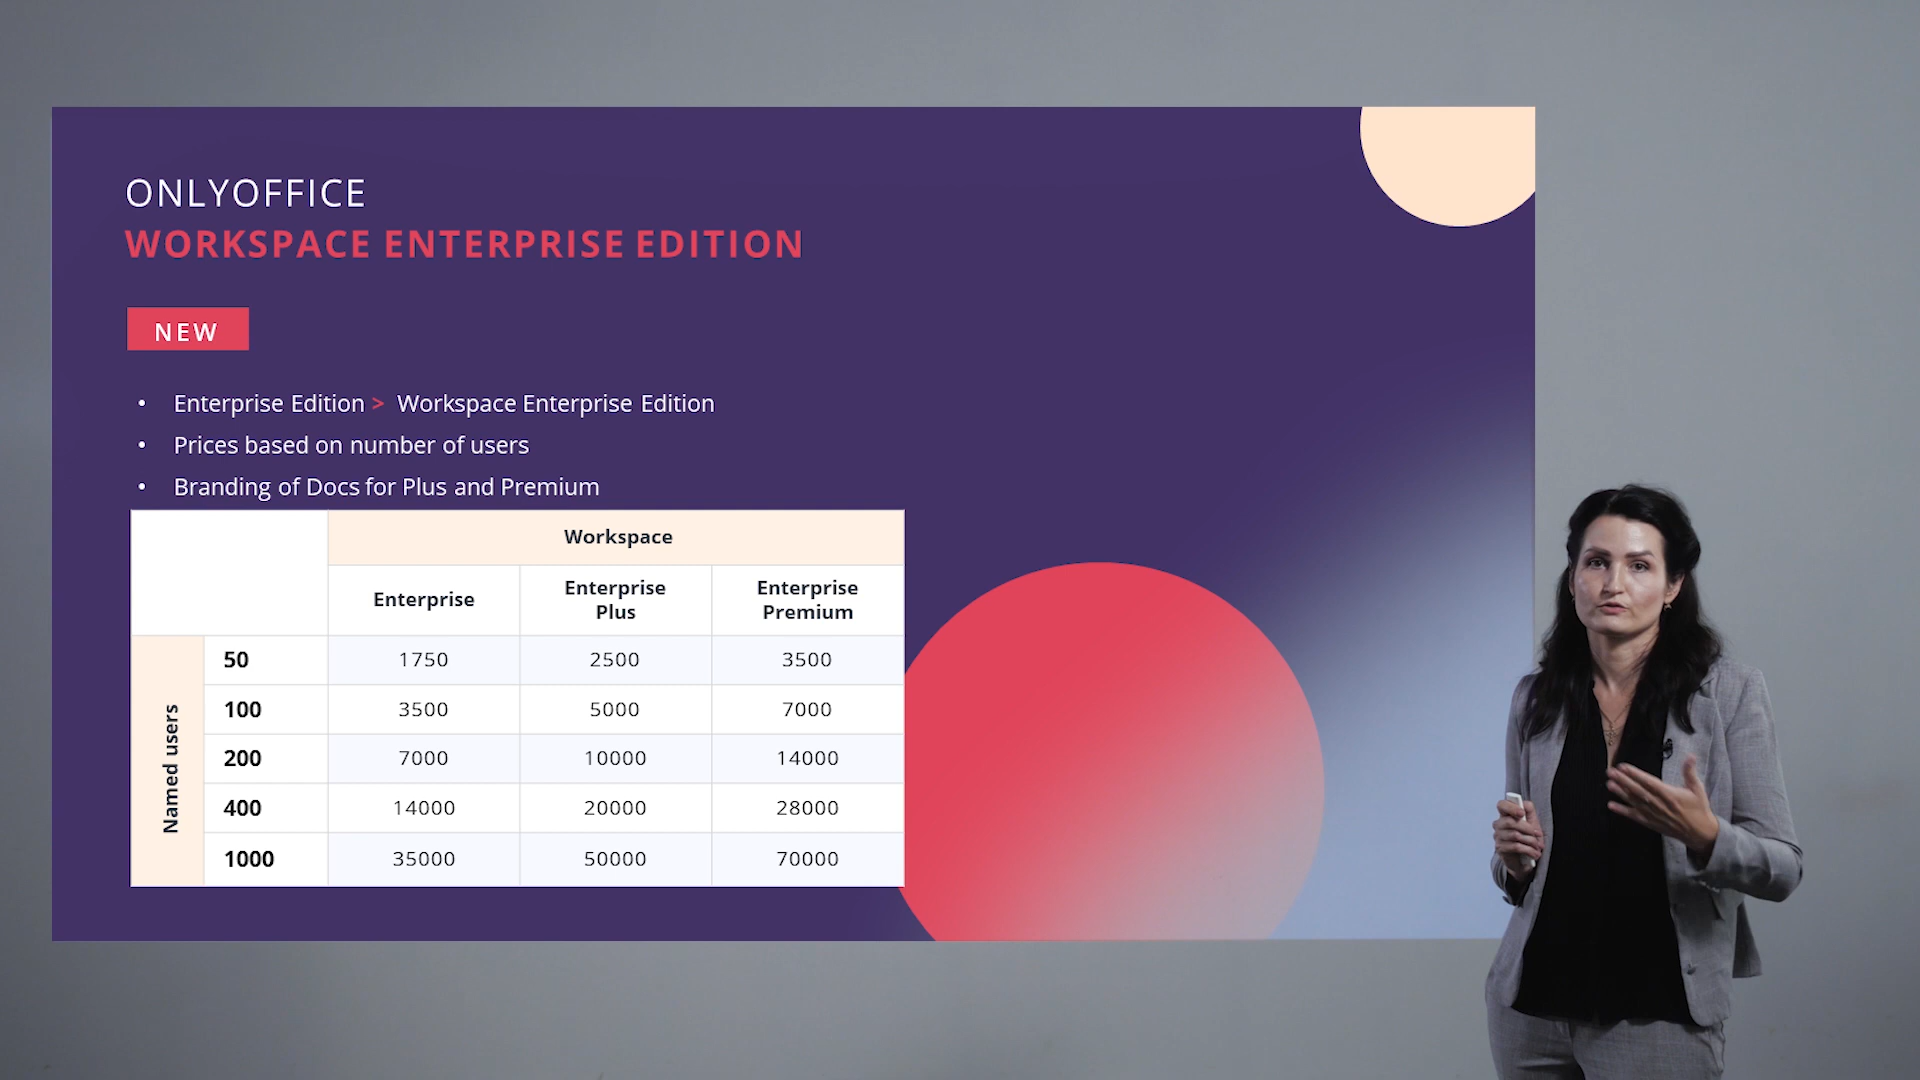 ONLYOFFICE
WORKSPACE ENTERPRISE EDITION
NEW
• Enterprise Edition > Workspace Enterprise Edition
• Prices based on number of users
• Branding of Docs for Plus and Premium
Workspace
Enterprise Enterprise Plus Enterprise Premium
Named users
50 1750 2500 3500
100 3500 5000 7000
200 7000 10000 14000
400 14000 20000 28000
1000 35000 50000 70000